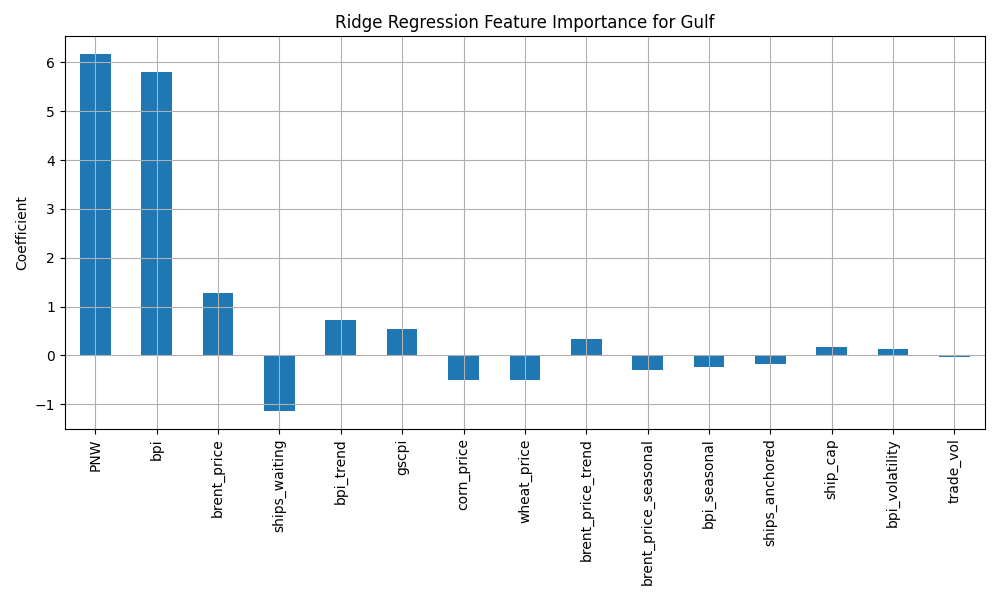 Ridge Regression Feature Importance for Gulf
Coefficient
6
5
4
3
2
1
0
−1
PNW
bpi
brent_price
ships_waiting
bpi_trend
gscpi
corn_price
wheat_price
brent_price_trend
brent_price_seasonal
bpi_seasonal
ships_anchored
ship_cap
bpi_volatility
trade_vol